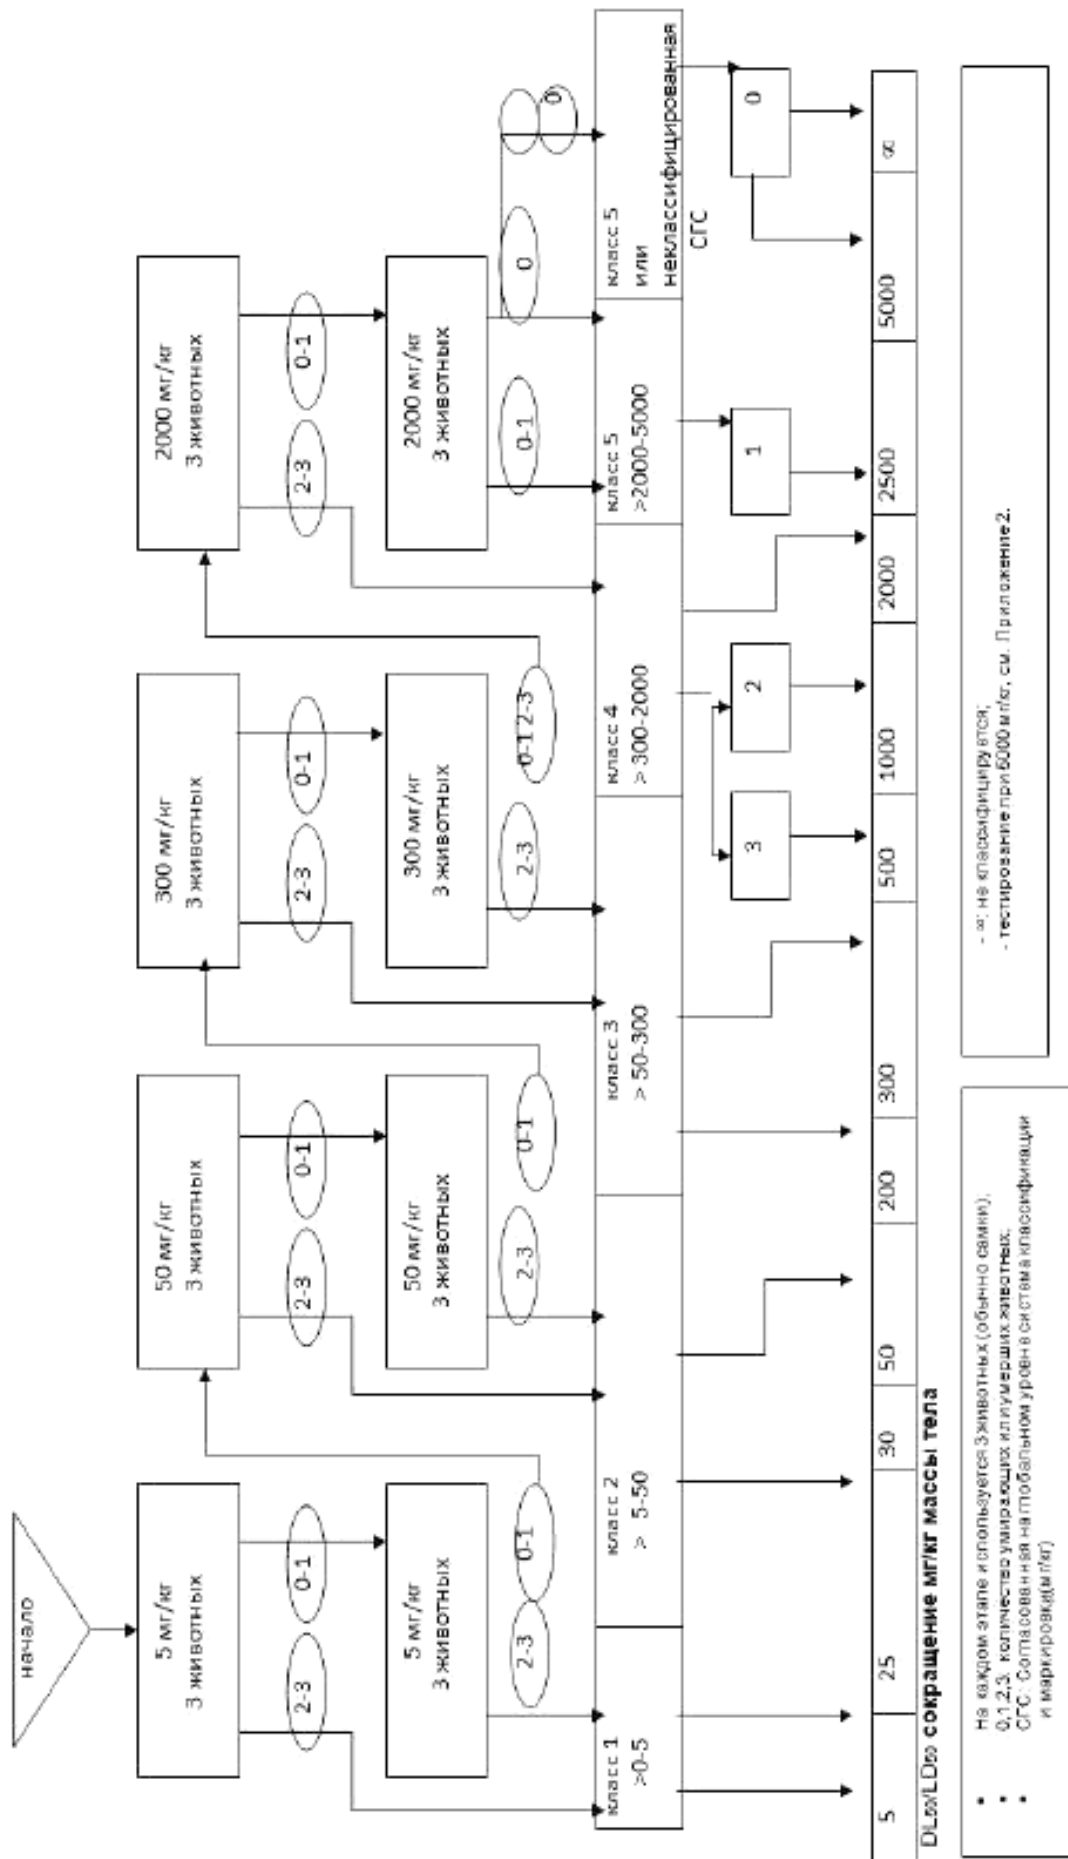 начало
5 мг/кг
3 животных
50 мг/кг
3 животных
300 мг/кг
3 животных
2000 мг/кг
3 животных
2-3
0-1
2-3
0-1
2-3
0-1
2-3
0-1
5 мг/кг
3 животных
50 мг/кг
3 животных
300 мг/кг
3 животных
2000 мг/кг
3 животных
2-3
0-1
2-3
0-1
2-3
0-1 2-3
0-1
0
0
класс 1
>0-5
класс 2
> 5-50
класс 3
> 50-300
класс 4
> 300-2000
класс 5
>2000-5000
класс 5
или
неклассифицированная
СГС
3
2
1
0
5
25
30
50
200
300
500
1000
2000
2500
5000
∞
DL50/LD50 сокращение мг/кг массы тела
• На каждом этапе используется 3 животных (обычно самки).
• 0,1,2,3. количество умирающих или умерших животных.
• СГС: Согласованная на глобальном уровне система классификации
и маркировка(мг/кг)
- ∞; не классифицируется;
- тестирование при 5000 мг/кг, см. Приложение 2.